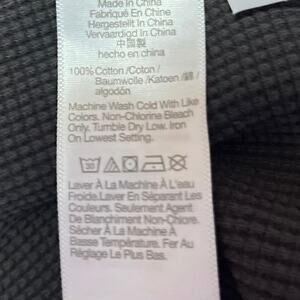 Made in China
Fabriqué En Chine
Hergestellt In China
Vervaardigd In China
中国製
hecho en china
100%Cotton /Coton/
Baumwolle /Katoen /綿 /
algodón
Machine Wash Cold With Like
Colors. Non-Chlorine Bleach
Only. Tumble Dry Low. Iron
On Lowest Setting.
30
Laver À La Machine À L'eau
Froide.Laver En Séparant Les
Couleurs. Seulement Agent
De Blanchiment Non-Chlore.
Sécher À La Machine À
Basse Température. Fer Au
Réglage Le Plus Bas.